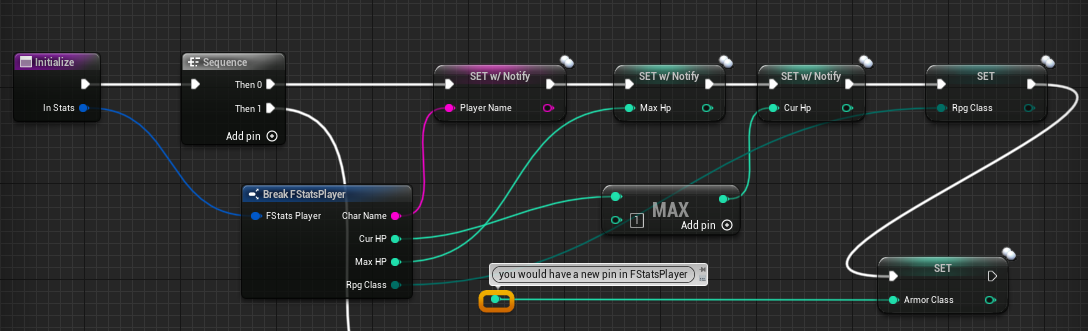 Initialize
In Stats
Sequence
Then 0
Then 1
Add pin
SET w/ Notify
Player Name
SET w/ Notify
Max Hp
SET w/ Notify
Cur Hp
SET
Rpg Class
Break FStatsPlayer
FStats Player
Char Name
Cur HP
Max HP
Rpg Class
MAX
1
Add pin
you would have a new pin in FStatsPlayer
SET
Armor Class